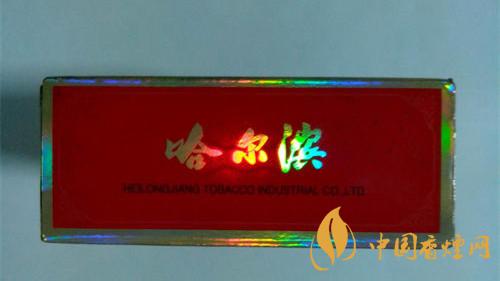 哈尔滨
HEILONGJIANG TOBACCO INDUSTRIAL CO.,LTD.
中国香烟网